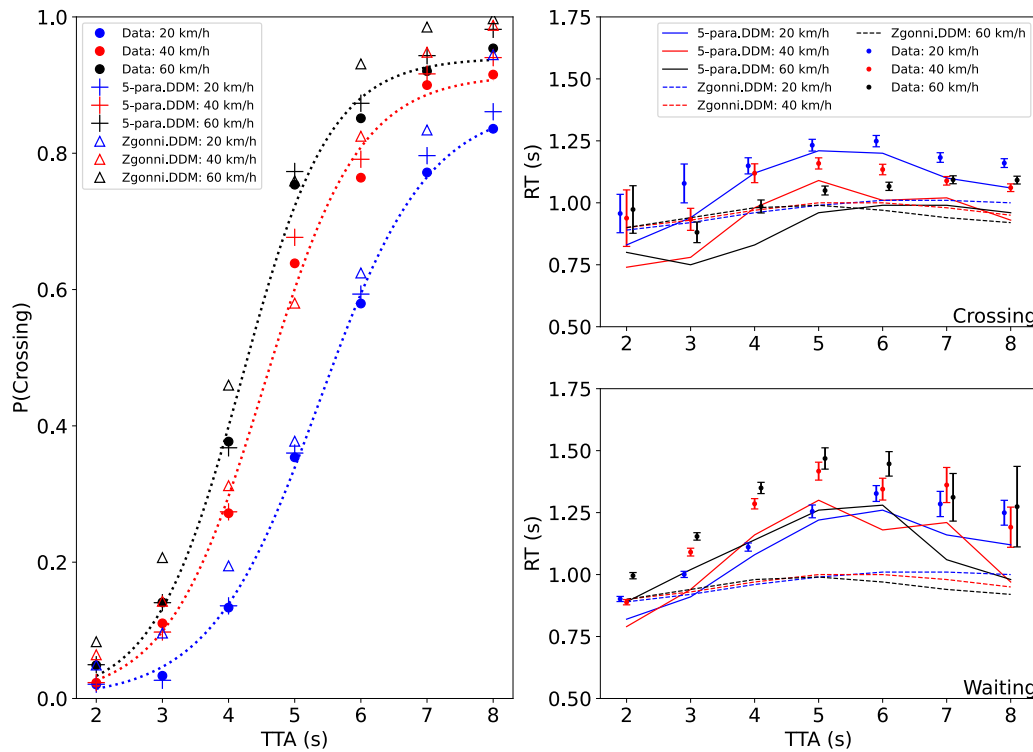 P(Crossing)
1.0
0.8
0.6
0.4
0.2
0.0
2 3 4 5 6 7 8
TTA (s)
Data: 20 km/h
Data: 40 km/h
Data: 60 km/h
5-para.DDM: 20 km/h
5-para.DDM: 40 km/h
5-para.DDM: 60 km/h
Zgonni.DDM: 20 km/h
Zgonni.DDM: 40 km/h
Zgonni.DDM: 60 km/h
RT (s)
1.75
1.50
1.25
1.00
0.75
0.50
2 3 4 5 6 7 8
5-para.DDM: 20 km/h
5-para.DDM: 40 km/h
5-para.DDM: 60 km/h
Zgonni.DDM: 20 km/h
Zgonni.DDM: 40 km/h
Zgonni.DDM: 60 km/h
Data: 20 km/h
Data: 40 km/h
Data: 60 km/h
Crossing
RT (s)
1.75
1.50
1.25
1.00
0.75
0.50
2 3 4 5 6 7 8
TTA (s)
Waiting